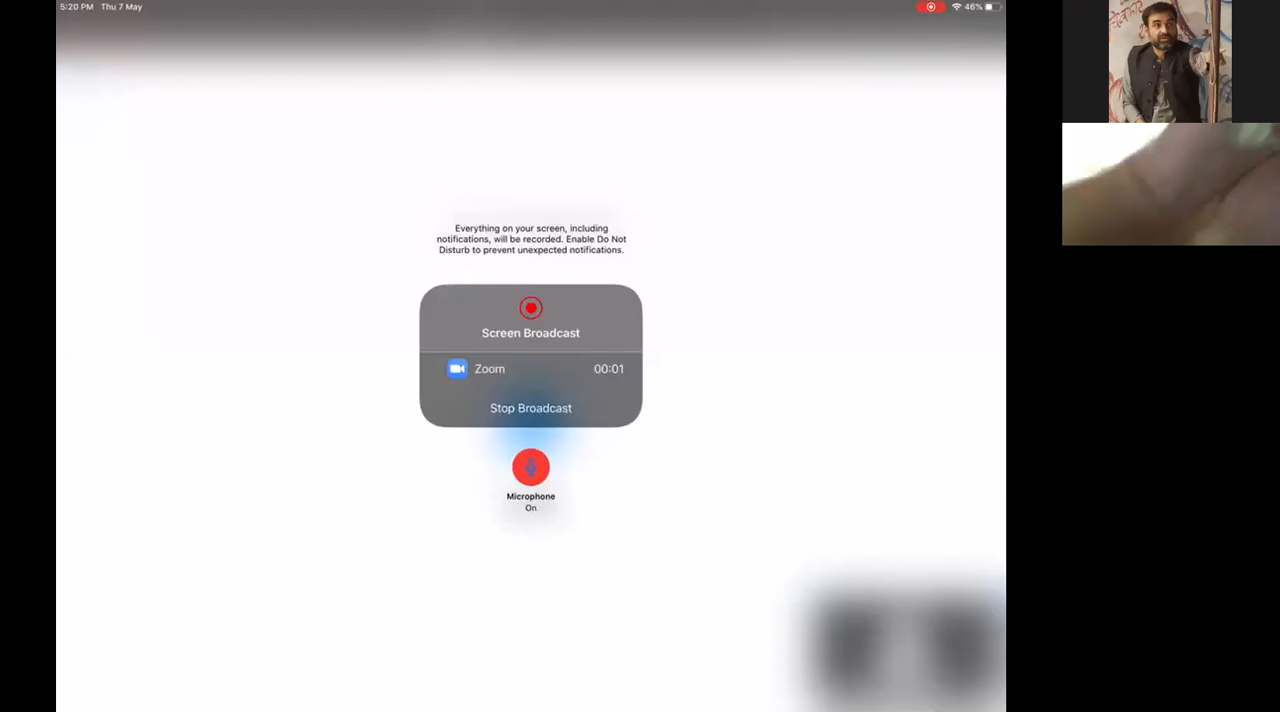 5:20 PM Thu 7 May
46%
Everything on your screen, including
notifications, will be recorded. Enable Do Not
Disturb to prevent unexpected notifications.
Screen Broadcast
Zoom 00:01
Stop Broadcast
Microphone
On